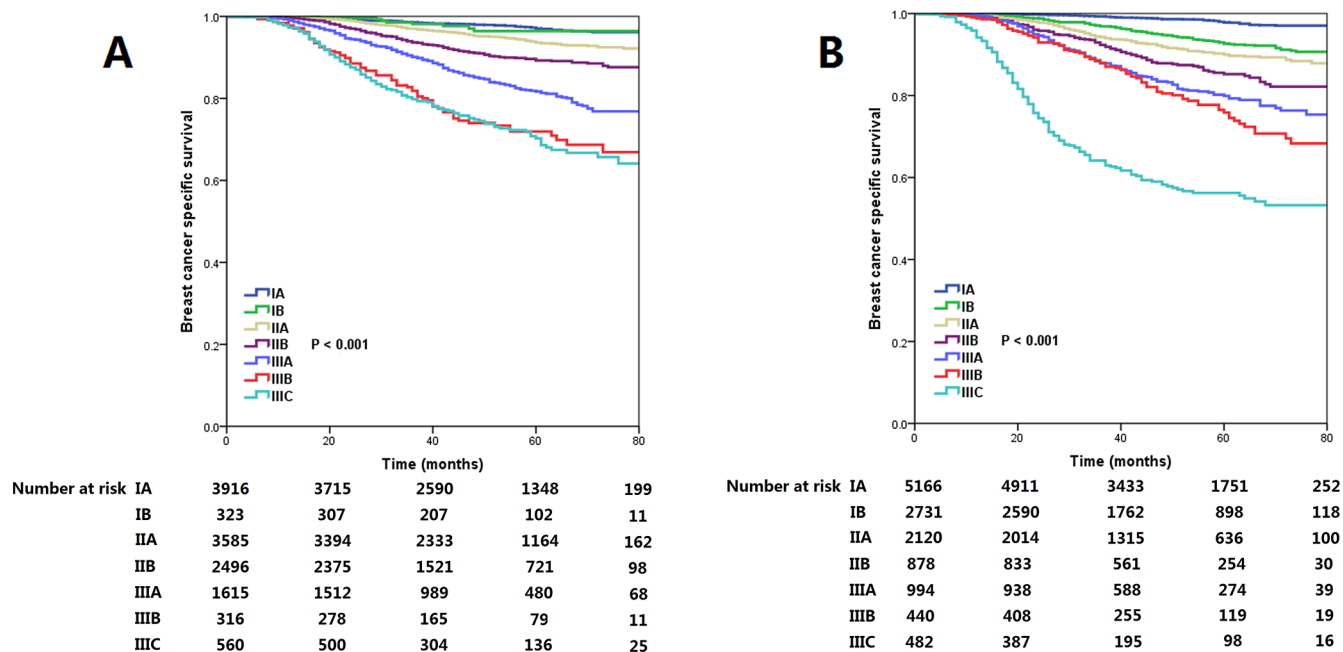 A
Breast cancer specific survival
1.0
0.8
0.6
0.4
0.2
0.0
IA
IB
IIA
IIB
IIIA
IIIB
IIIC
P < 0.001
0 20 40 60 80
Time (months)
Number at risk IA 3916 3715 2590 1348 199
IB 323 307 207 102 11
IIA 3585 3394 2333 1164 162
IIB 2496 2375 1521 721 98
IIIA 1615 1512 989 480 68
IIIB 316 278 165 79 11
IIIC 560 500 304 136 25
B
Breast cancer specific survival
1.0
0.8
0.6
0.4
0.2
0.0
IA
IB
IIA
IIB
IIIA
IIIB
IIIC
P < 0.001
0 20 40 60 80
Time (months)
Number at risk IA 5166 4911 3433 1751 252
IB 2731 2590 1762 898 118
IIA 2120 2014 1315 636 100
IIB 878 833 561 254 30
IIIA 994 938 588 274 39
IIIB 440 408 255 119 19
IIIC 482 387 195 98 16